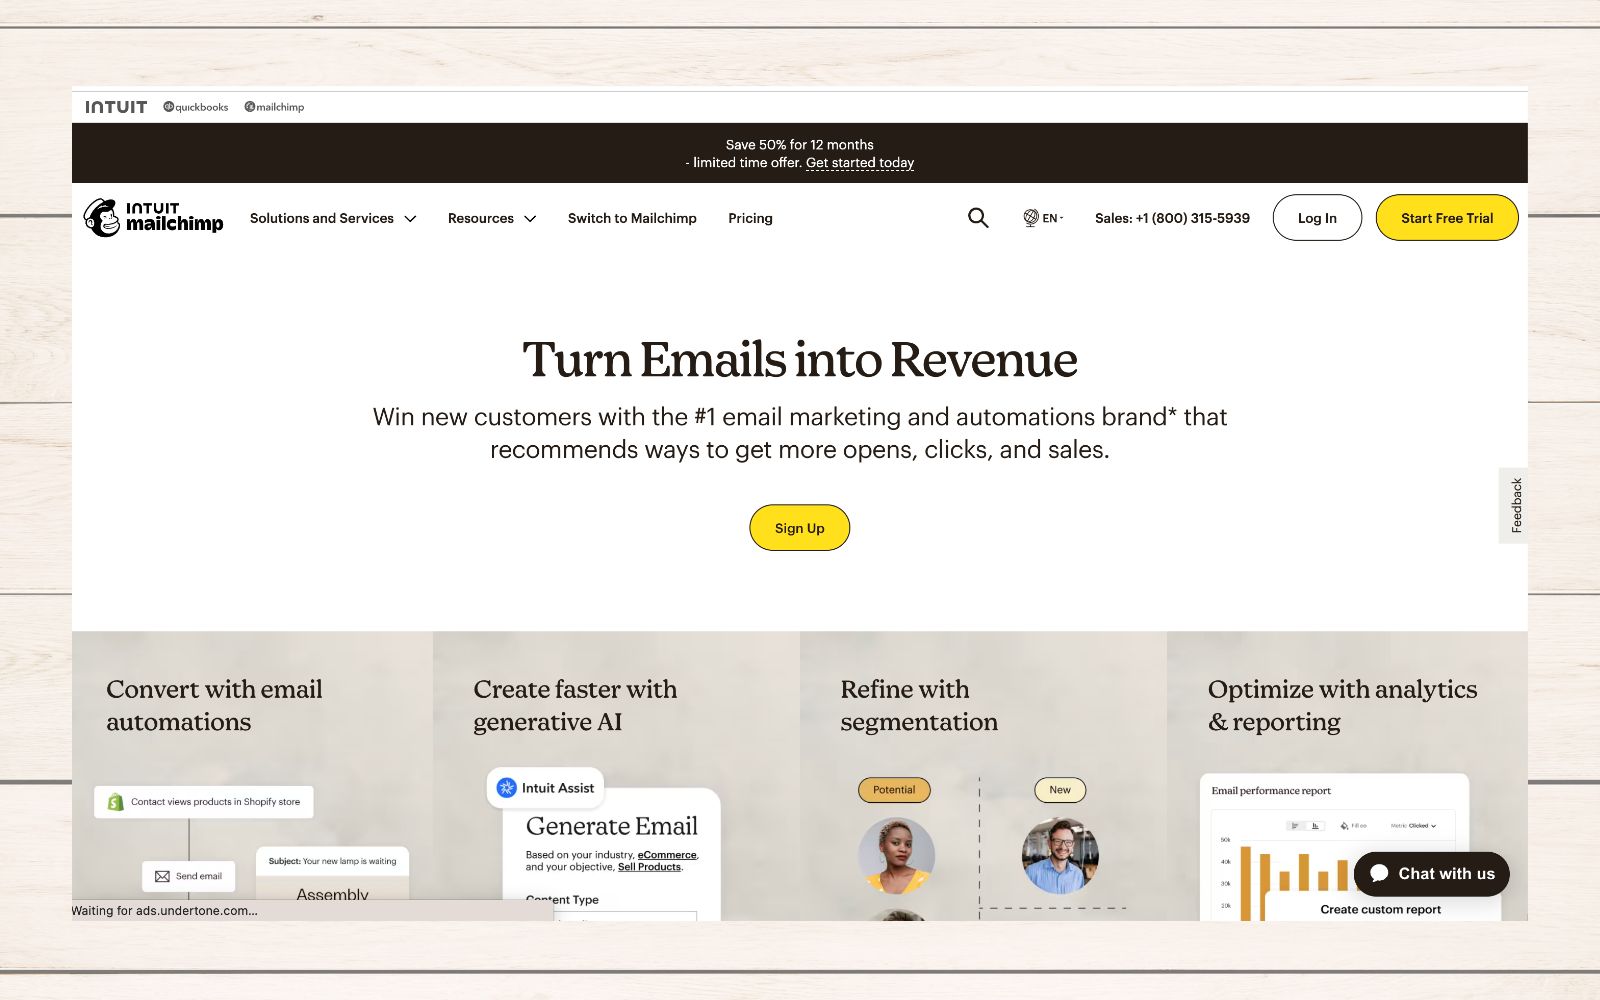 INTUIT quickbooks mailchimp
Save 50% for 12 months
- limited time offer. Get started today
INTUIT
mailchimp
Solutions and Services Resources Switch to Mailchimp Pricing EN Sales: +1 (800) 315-5939 Log In Start Free Trial
Turn Emails into Revenue
Win new customers with the #1 email marketing and automations brand* that
recommends ways to get more opens, clicks, and sales.
Sign Up
Feedback
Convert with email
automations
Contact views products in Shopify store
Send email
Subject: Your new lamp is waiting
Assembly
Create faster with
generative AI
Intuit Assist
Generate Email
Based on your industry, eCommerce,
and your objective, Sell Products.
Content Type
Refine with
segmentation
Potential
New
Optimize with analytics
& reporting
Email performance report
Metric Clicked
50k
40k
30k
20k
Chat with us
Create custom report
Waiting for ads.undertone.com...